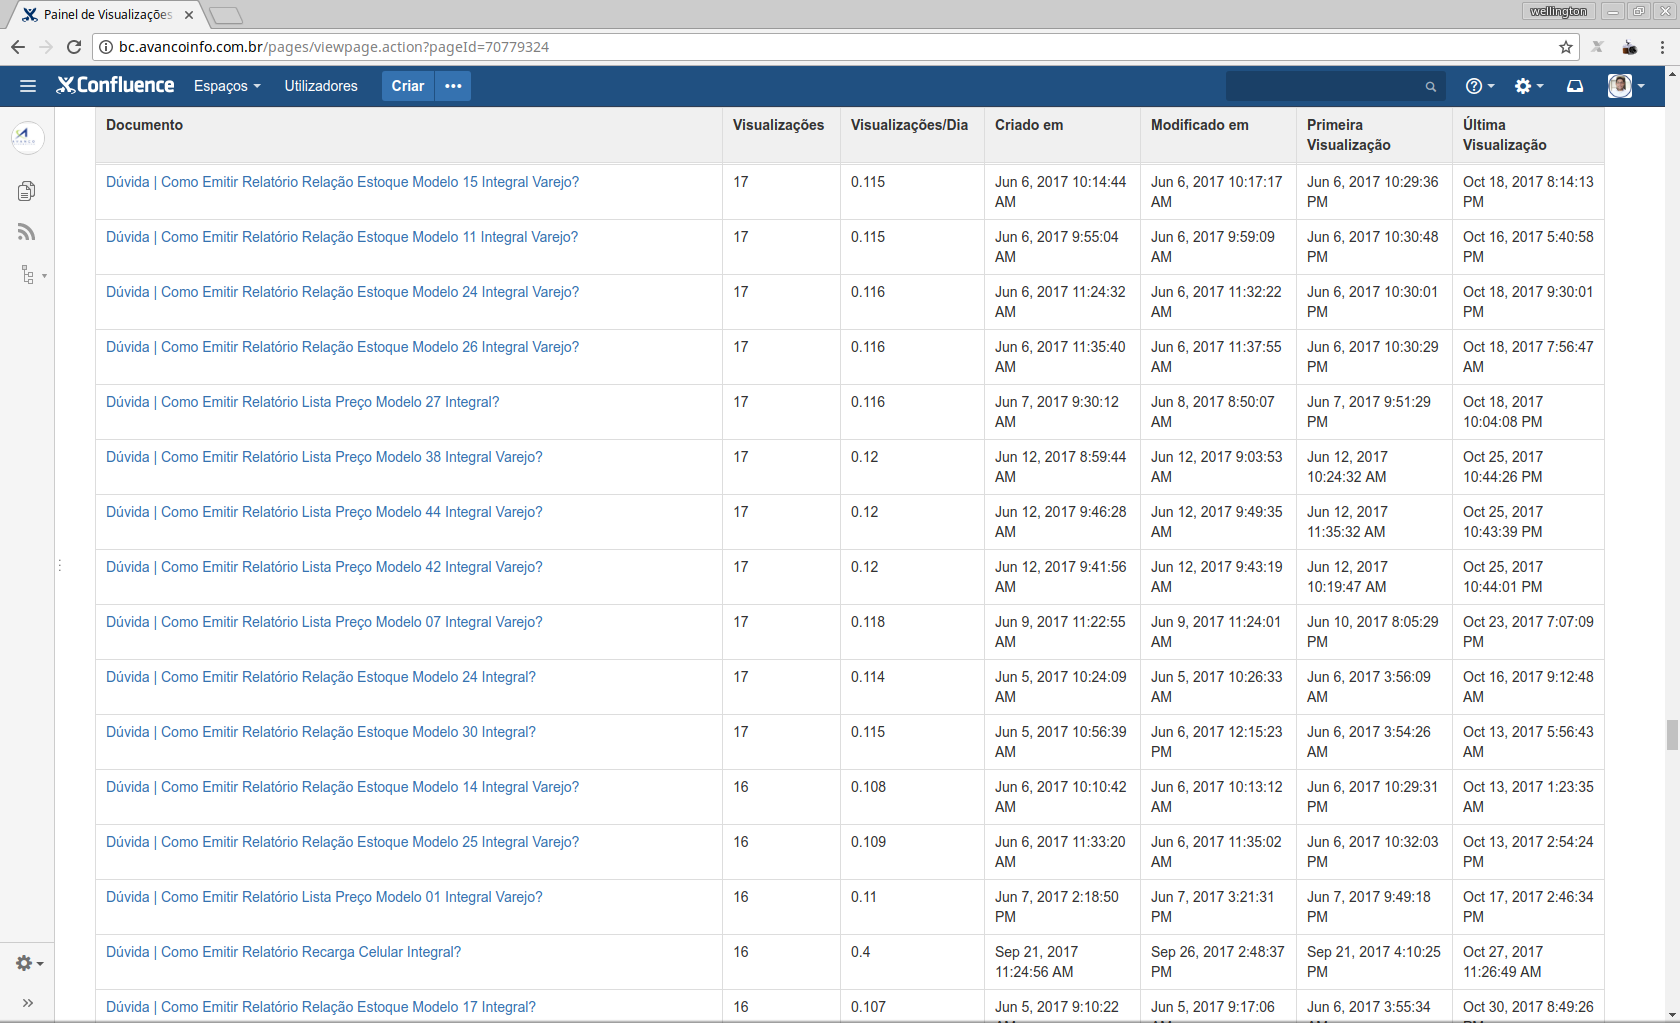 Painel de Visualizações
wellington
bc.avancoinfo.com.br/pages/viewpage.action?pageId=70779324
Confluence Espaços Utilizadores Criar
Documento Visualizações Visualizações/Dia Criado em Modificado em Primeira Visualização Última Visualização
Dúvida | Como Emitir Relatório Relação Estoque Modelo 15 Integral Varejo? 17 0.115 Jun 6, 2017 10:14:44 AM Jun 6, 2017 10:17:17 AM Jun 6, 2017 10:29:36 PM Oct 18, 2017 8:14:13 PM
Dúvida | Como Emitir Relatório Relação Estoque Modelo 11 Integral Varejo? 17 0.115 Jun 6, 2017 9:55:04 AM Jun 6, 2017 9:59:09 AM Jun 6, 2017 10:30:48 PM Oct 16, 2017 5:40:58 PM
Dúvida | Como Emitir Relatório Relação Estoque Modelo 24 Integral Varejo? 17 0.116 Jun 6, 2017 11:24:32 AM Jun 6, 2017 11:32:22 AM Jun 6, 2017 10:30:01 PM Oct 18, 2017 9:30:01 PM
Dúvida | Como Emitir Relatório Relação Estoque Modelo 26 Integral Varejo? 17 0.116 Jun 6, 2017 11:35:40 AM Jun 6, 2017 11:37:55 AM Jun 6, 2017 10:30:29 PM Oct 18, 2017 7:56:47 AM
Dúvida | Como Emitir Relatório Lista Preço Modelo 27 Integral? 17 0.116 Jun 7, 2017 9:30:12 AM Jun 8, 2017 8:50:07 AM Jun 7, 2017 9:51:29 PM Oct 18, 2017 10:04:08 PM
Dúvida | Como Emitir Relatório Lista Preço Modelo 38 Integral Varejo? 17 0.12 Jun 12, 2017 8:59:44 AM Jun 12, 2017 9:03:53 AM Jun 12, 2017 10:24:32 AM Oct 25, 2017 10:44:26 PM
Dúvida | Como Emitir Relatório Lista Preço Modelo 44 Integral Varejo? 17 0.12 Jun 12, 2017 9:46:28 AM Jun 12, 2017 9:49:35 AM Jun 12, 2017 11:35:32 AM Oct 25, 2017 10:43:39 PM
Dúvida | Como Emitir Relatório Lista Preço Modelo 42 Integral Varejo? 17 0.12 Jun 12, 2017 9:41:56 AM Jun 12, 2017 9:43:19 AM Jun 12, 2017 10:19:47 AM Oct 25, 2017 10:44:01 PM
Dúvida | Como Emitir Relatório Lista Preço Modelo 07 Integral Varejo? 17 0.118 Jun 9, 2017 11:22:55 AM Jun 9, 2017 11:24:01 AM Jun 10, 2017 8:05:29 PM Oct 23, 2017 7:07:09 PM
Dúvida | Como Emitir Relatório Relação Estoque Modelo 24 Integral? 17 0.114 Jun 5, 2017 10:24:09 AM Jun 5, 2017 10:26:33 AM Jun 6, 2017 3:56:09 AM Oct 16, 2017 9:12:48 AM
Dúvida | Como Emitir Relatório Relação Estoque Modelo 30 Integral? 17 0.115 Jun 5, 2017 10:56:39 AM Jun 6, 2017 12:15:23 PM Jun 6, 2017 3:54:26 AM Oct 13, 2017 5:56:43 AM
Dúvida | Como Emitir Relatório Relação Estoque Modelo 14 Integral Varejo? 16 0.108 Jun 6, 2017 10:10:42 AM Jun 6, 2017 10:13:12 AM Jun 6, 2017 10:29:31 PM Oct 13, 2017 1:23:35 AM
Dúvida | Como Emitir Relatório Relação Estoque Modelo 25 Integral Varejo? 16 0.109 Jun 6, 2017 11:33:20 AM Jun 6, 2017 11:35:02 AM Jun 6, 2017 10:32:03 PM Oct 13, 2017 2:54:24 PM
Dúvida | Como Emitir Relatório Lista Preço Modelo 01 Integral Varejo? 16 0.11 Jun 7, 2017 2:18:50 PM Jun 7, 2017 3:21:31 PM Jun 7, 2017 9:49:18 PM Oct 17, 2017 2:46:34 PM
Dúvida | Como Emitir Relatório Recarga Celular Integral? 16 0.4 Sep 21, 2017 11:24:56 AM Sep 26, 2017 2:48:37 PM Sep 21, 2017 4:10:25 PM Oct 27, 2017 11:26:49 AM
Dúvida | Como Emitir Relatório Relação Estoque Modelo 17 Integral? 16 0.107 Jun 5, 2017 9:10:22 Jun 5, 2017 9:17:06 Jun 6, 2017 3:55:34 Oct 30, 2017 8:49:26